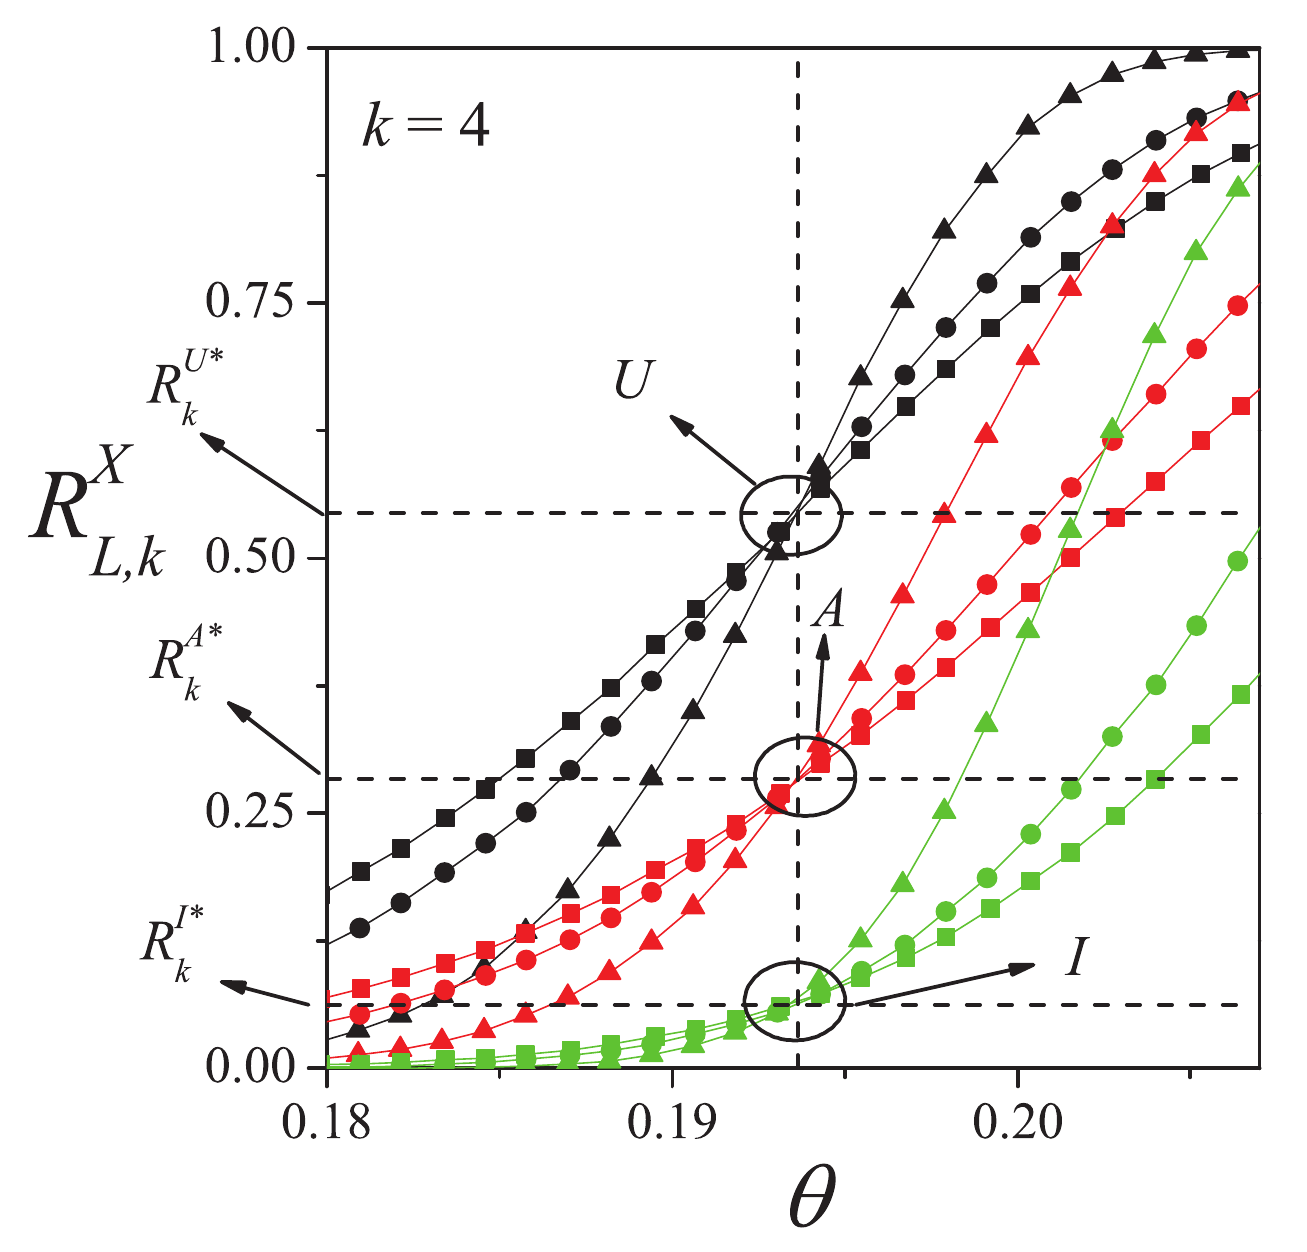 1.00
k = 4
0.75
R_k^{U*}
U
R_{L,k}^X
0.50
A
R_k^{A*}
0.25
R_k^{I*}
I
0.00
0.18 0.19 0.20
θ